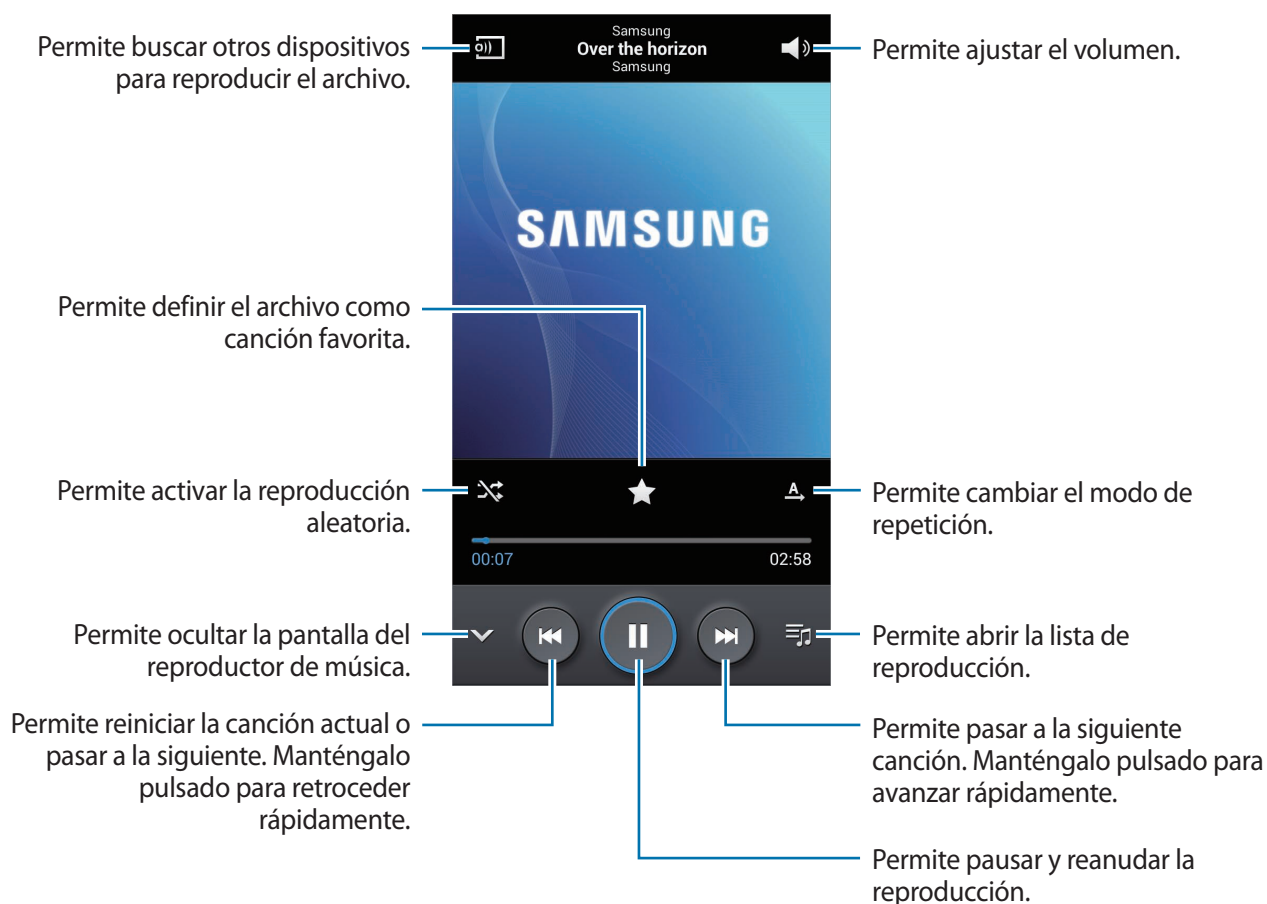 Permite buscar otros dispositivos
para reproducir el archivo.
Samsung
Over the horizon
Samsung
Permite ajustar el volumen.
SAMSUNG
Permite definir el archivo como
canción favorita.
Permite activar la reproducción
aleatoria.
A
Permite cambiar el modo de
repetición.
00:07
02:58
Permite ocultar la pantalla del
reproductor de música.
Permite abrir la lista de
reproducción.
Permite reiniciar la canción actual o
pasar a la siguiente. Manténgalo
pulsado para retroceder
rápidamente.
Permite pasar a la siguiente
canción. Manténgalo pulsado para
avanzar rápidamente.
Permite pausar y reanudar la
reproducción.